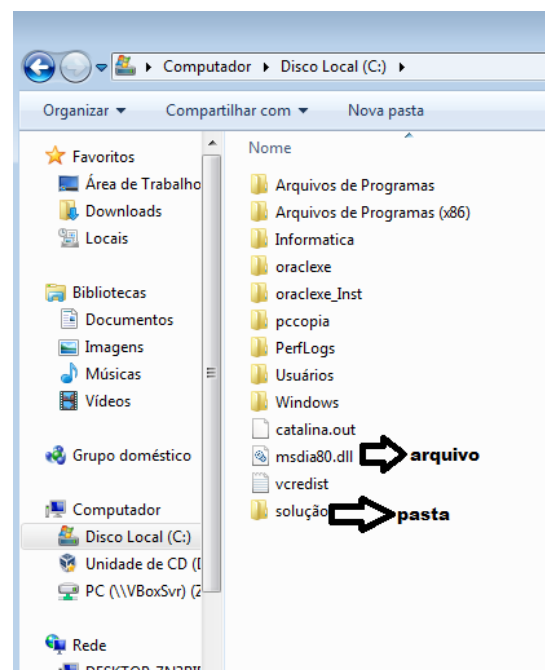 Computador Disco Local (C:)
Organizar Compartilhar com Nova pasta
Favoritos
Área de Trabalho
Downloads
Locais
Bibliotecas
Documentos
Imagens
Músicas
Vídeos
Grupo doméstico
Computador
Disco Local (C:)
Unidade de CD (
PC (\\VBoxSvr) (
Rede
Nome
Arquivos de Programas
Arquivos de Programas (x86)
Informatica
oraclexe
oraclexe_Inst
pccopia
PerfLogs
Usuários
Windows
catalina.out
msdia80.dll arquivo
vcredist
solução pasta